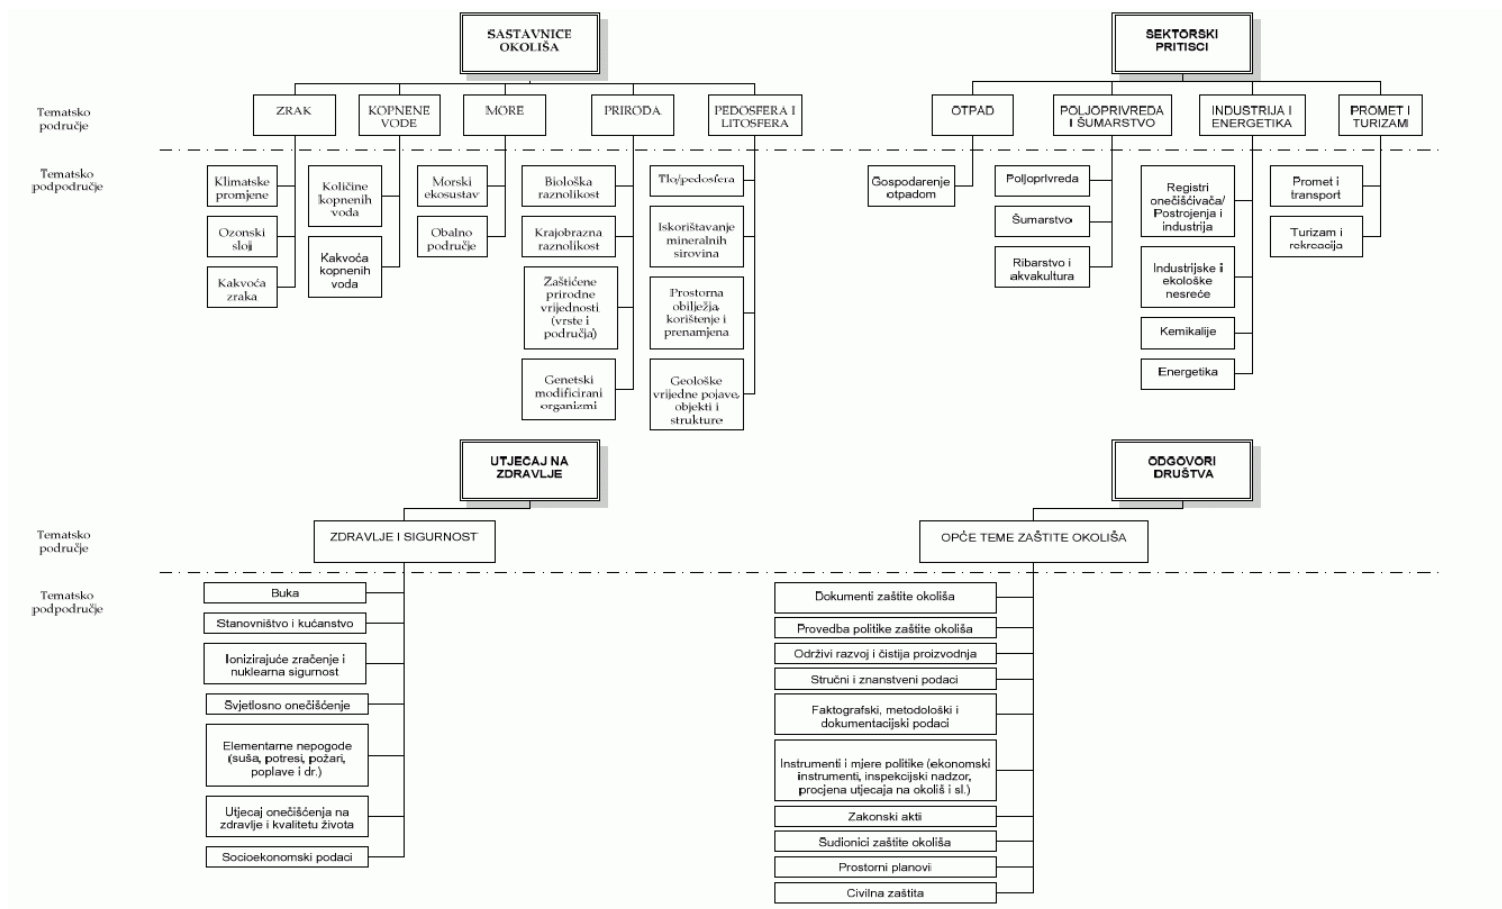 SASTAVNICE
OKOLIŠA
SEKTORSKI
PRITISCI
Tematsko
područje
ZRAK
KOPNENE
VODE
MORE
PRIRODA
PEDOSFERA I
LITOSFERA
OTPAD
POLJOPRIVREDA
I ŠUMARSTVO
INDUSTRIJA I
ENERGETIKA
PROMET I
TURIZAM
Tematsko
podpodručje
Klimatske
promjene
Ozonski
sloj
Kakvoća
zraka
Količine
kopnenih
voda
Kakvoća
kopnenih
voda
Morski
ekosustav
Obalno
područje
Biološka
raznolikost
Krajobrazna
raznolikost
Zaštićene
prirodne
vrijednosti
(vrste i
područja)
Genetski
modificirani
organizmi
Tlo/pedosfera
Iskorištavanje
mineralnih
sirovina
Prostorna
obilježja,
korištenje i
prenamjena
Geološke
vrijedne pojave,
objekti i
strukture
Gospodarenje
otpadom
Poljoprivreda
Šumarstvo
Ribarstvo i
akvakultura
Registri
onečišćivača/
Postrojenja i
industrija
Industrijske i
ekološke
nesreće
Kemikalije
Energetika
Promet i
transport
Turizam i
rekreacija
UTJECAJ NA
ZDRAVLJE
ODGOVORI
DRUŠTVA
Tematsko
područje
ZDRAVLJE I SIGURNOST
OPĆE TEME ZAŠTITE OKOLIŠA
Tematsko
podpodručje
Buka
Stanovništvo i kućanstvo
Ionizirajuće zračenje i
nuklearna sigurnost
Svjetlosno onečišćenje
Elementarne nepogode
(suša, potresi, požari,
poplave i dr.)
Utjecaj onečišćenja na
zdravlje i kvalitetu života
Socioekonomski podaci
Dokumenti zaštite okoliša
Provedba politike zaštite okoliša
Održivi razvoj i čistija proizvodnja
Stručni i znanstveni podaci
Faktografski, metodološki i
dokumentacijski podaci
Instrumenti i mjere politike (ekonomski
instrumenti, inspekcijski nadzor,
procjena utjecaja na okoliš i sl.)
Zakonski akti
Sudionici zaštite okoliša
Prostorni planovi
Civilna zaštita